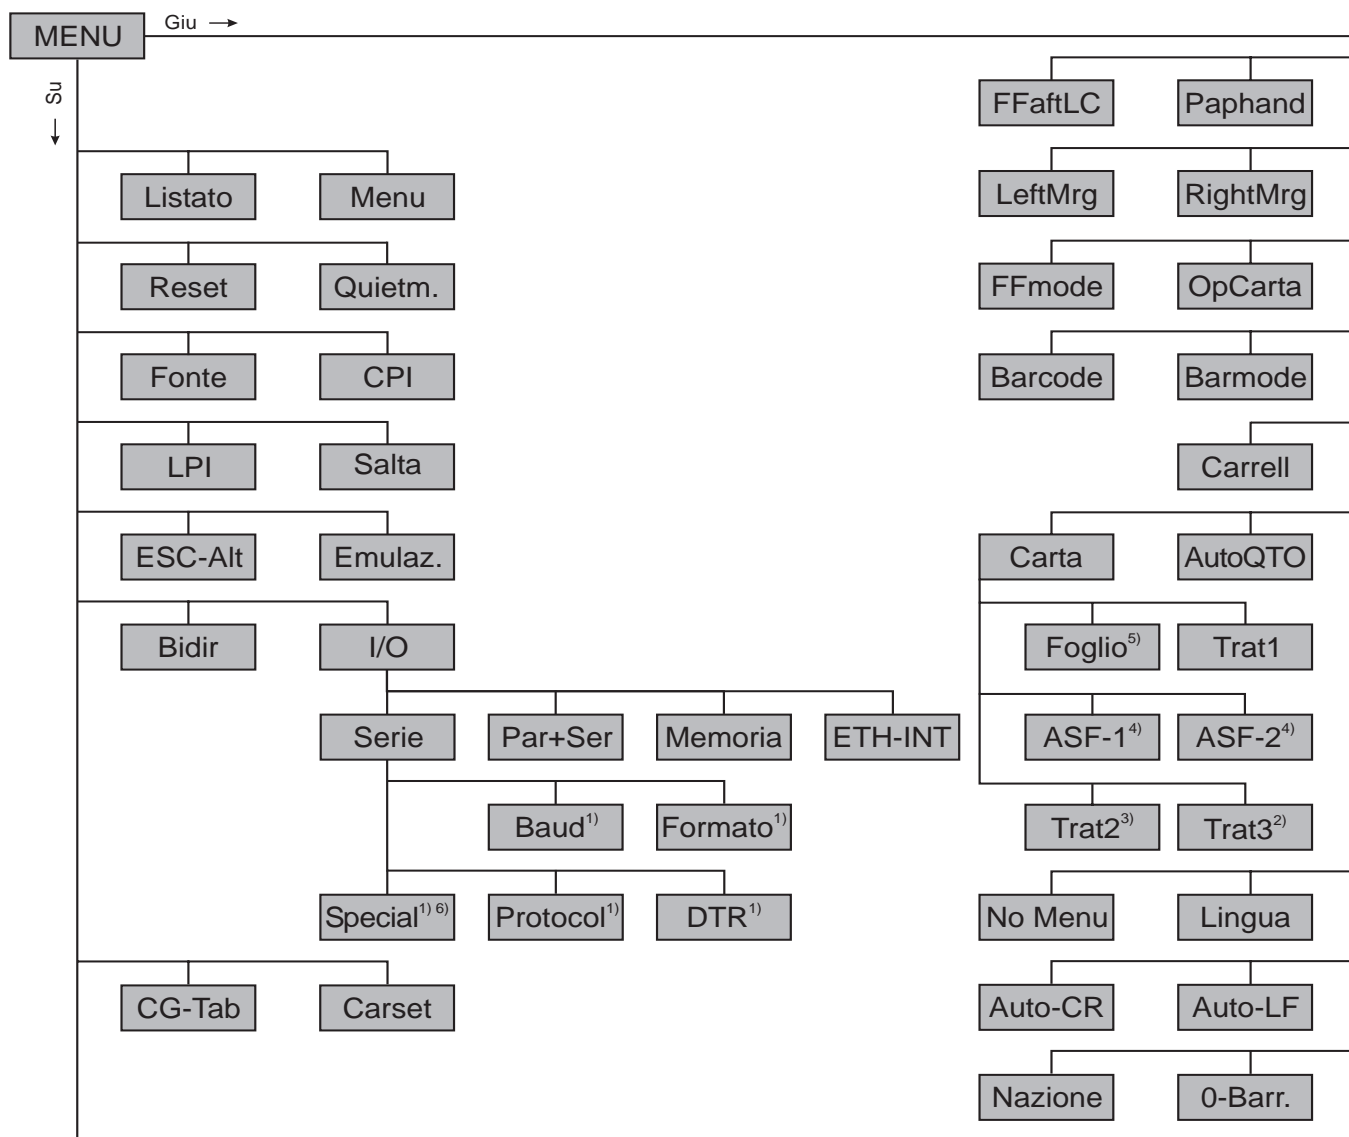 MENU
Giu →
← Su
FFaftLC Paphand
Listato Menu
LeftMrg RightMrg
Reset Quietm.
FFmode OpCarta
Fonte CPI
Barcode Barmode
LPI Salta
Carrell
ESC-Alt Emulaz.
Carta AutoQTO
Bidir I/O
Foglio5) Trat1
Serie Par+Ser Memoria ETH-INT
ASF-14) ASF-24)
Baud1) Formato1)
Trat23) Trat32)
Special1) 6) Protocol1) DTR1)
No Menu Lingua
CG-Tab Carset
Auto-CR Auto-LF
Nazione 0-Barr.